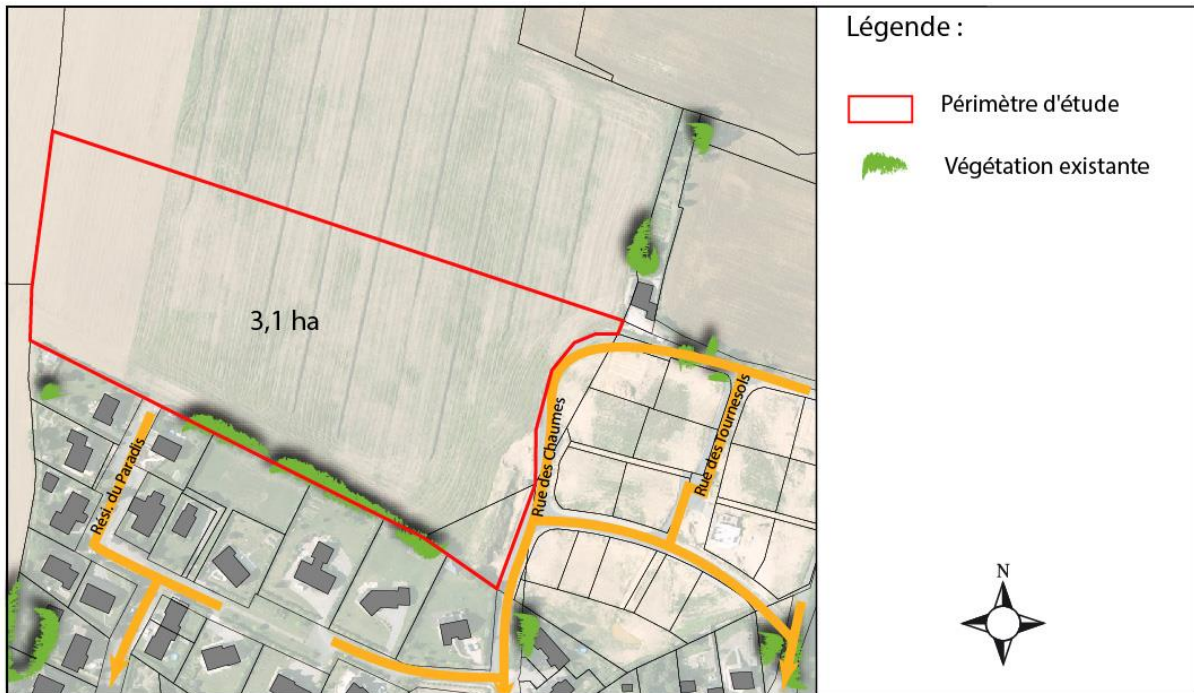 Légende :
Périmètre d'étude
Végétation existante
3,1 ha
Rue des Chaumes
Rue des Tournesols
Rési. du Paradis
N